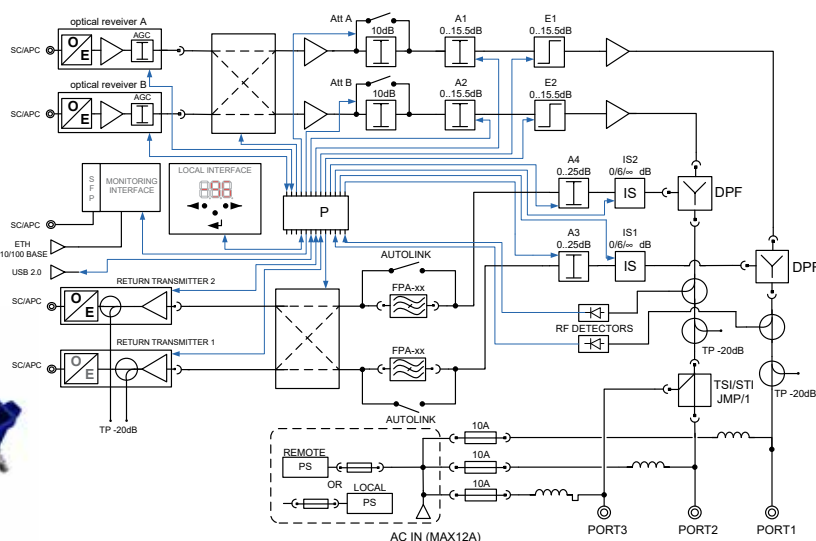 optical reveiver A
SC/APC
O
E
AGC
Att A
10dB
A1
0..15.5dB
E1
0..15.5dB
optical reveiver B
SC/APC
O
E
AGC
Att B
10dB
A2
0..15.5dB
E2
0..15.5dB
S
F
P
MONITORING
INTERFACE
LOCAL INTERFACE
P
A4
0..25dB
IS2
0/6/∞ dB
IS
DPF
SC/APC
ETH
10/100 BASE
USB 2.0
A3
0..25dB
IS1
0/6/∞ dB
IS
DPF
AUTOLINK
FPA-xx
RETURN TRANSMITTER 2
SC/APC
O
E
RF DETECTORS
TP -20dB
RETURN TRANSMITTER 1
SC/APC
O
E
FPA-xx
AUTOLINK
TP -20dB
TSI/STI
JMP/1
TP -20dB
REMOTE
PS
OR
LOCAL
PS
10A
10A
10A
AC IN (MAX12A)
PORT3
PORT2
PORT1